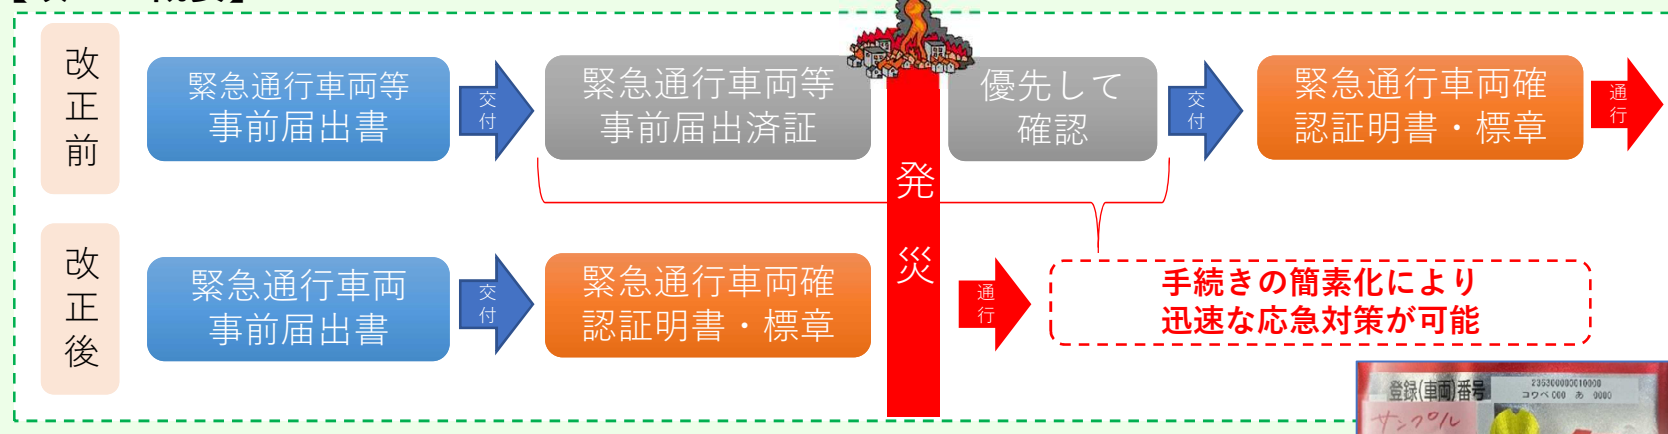 改正前
緊急通行車両等
事前届出書
交付
緊急通行車両等
事前届出済証
優先して
確認
交付
緊急通行車両確
認証明書・標章
通行
発災
改正後
緊急通行車両
事前届出書
交付
緊急通行車両確
認証明書・標章
通行
手続きの簡素化により
迅速な応急対策が可能
登録(車両)番号
コウベ 000 あ 0000
サンプル